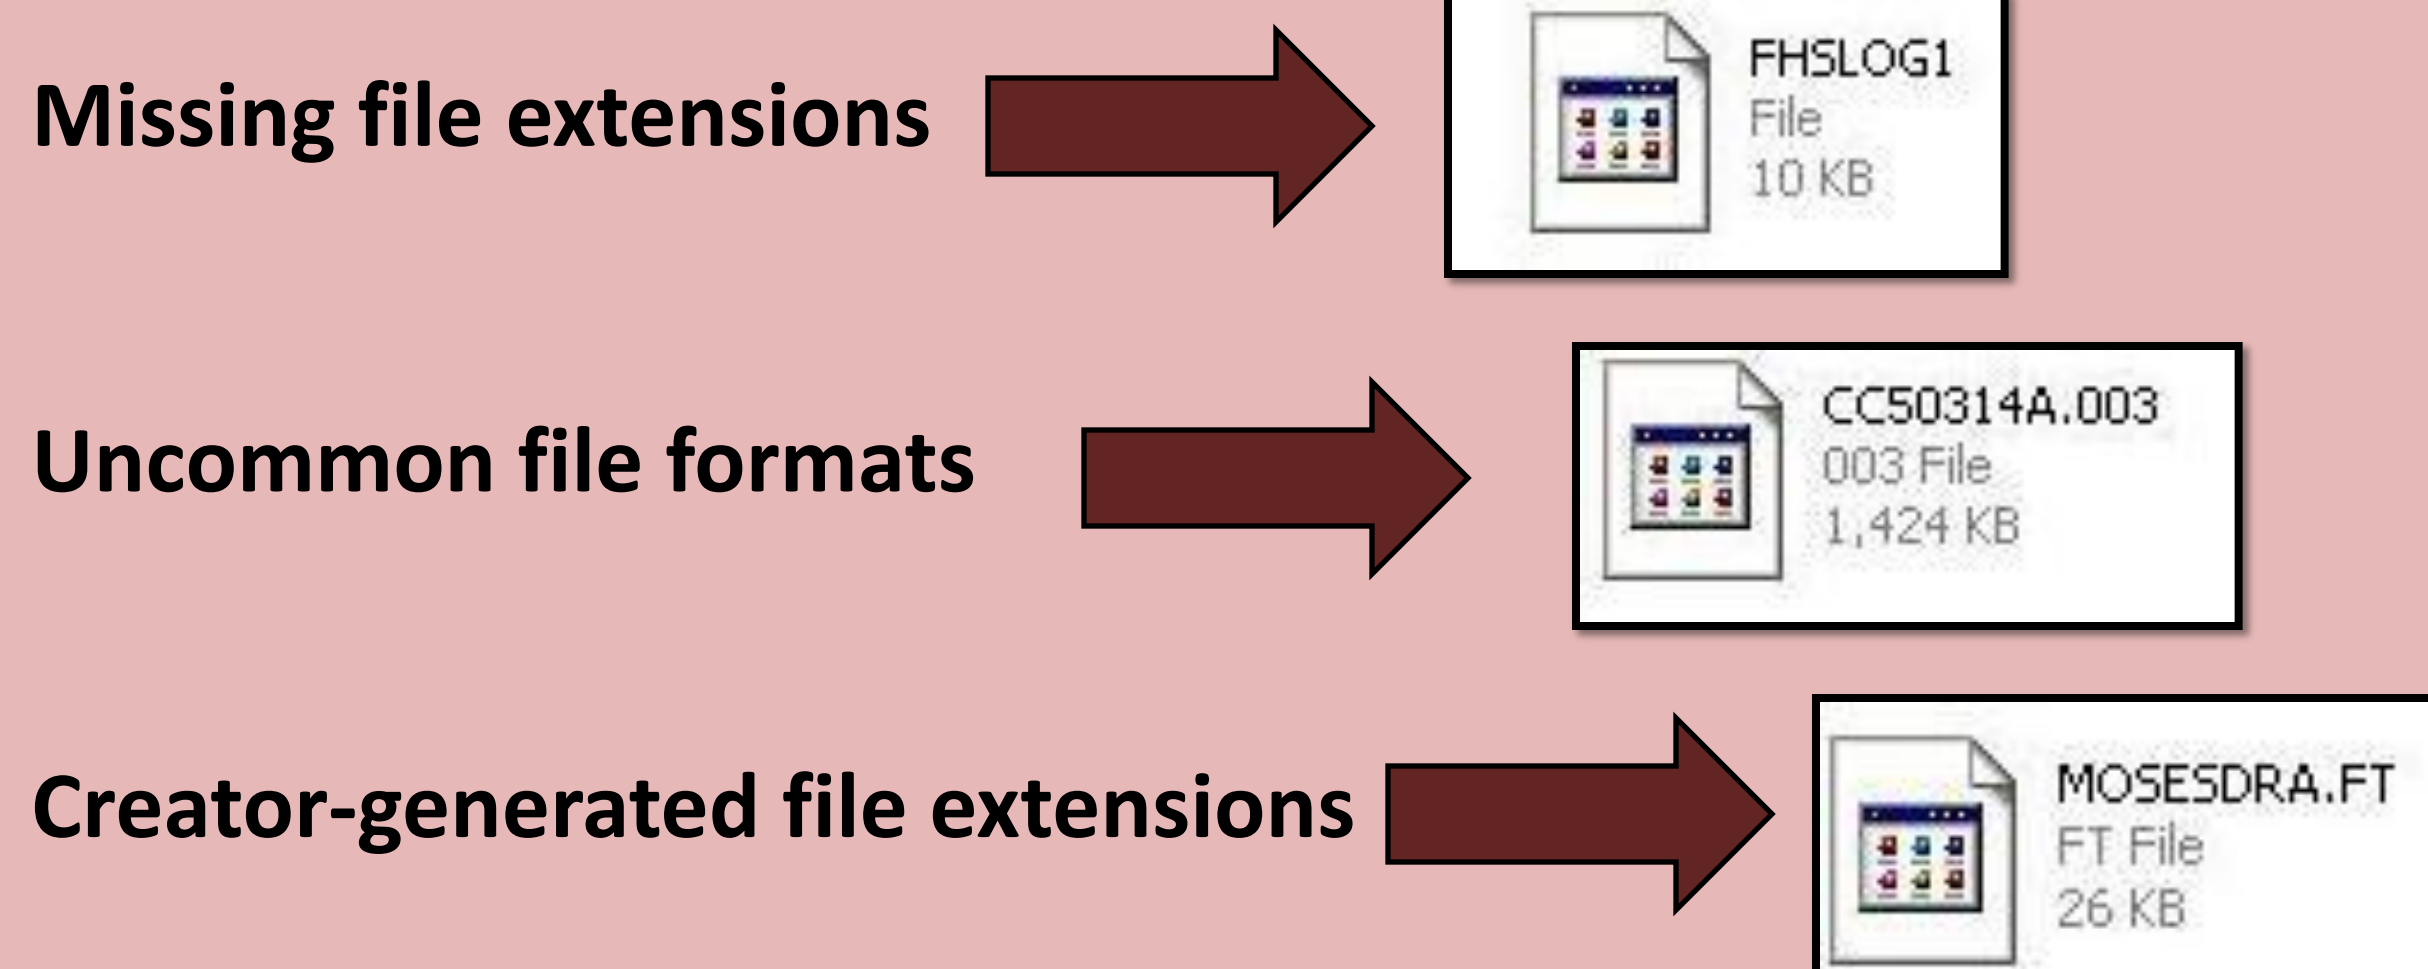 Missing file extensions
FHSLOG1
File
10 KB
Uncommon file formats
CC50314A.003
003 File
1,424 KB
Creator-generated file extensions
MOSESDRA.FT
FT File
26 KB